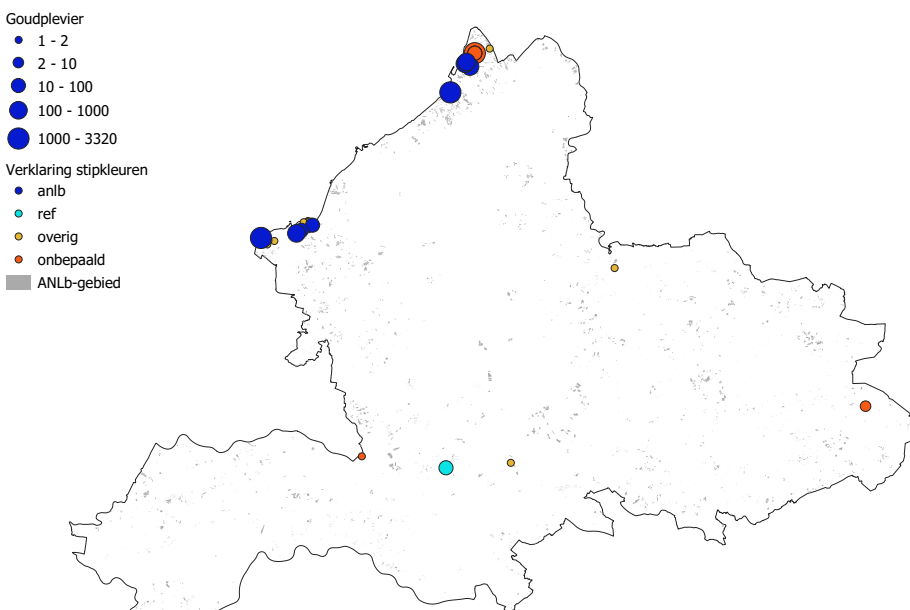 Goudplevier
1 - 2
2 - 10
10 - 100
100 - 1000
1000 - 3320
Verklaring stipkleuren
anlb
ref
overig
onbepaald
ANLb-gebied